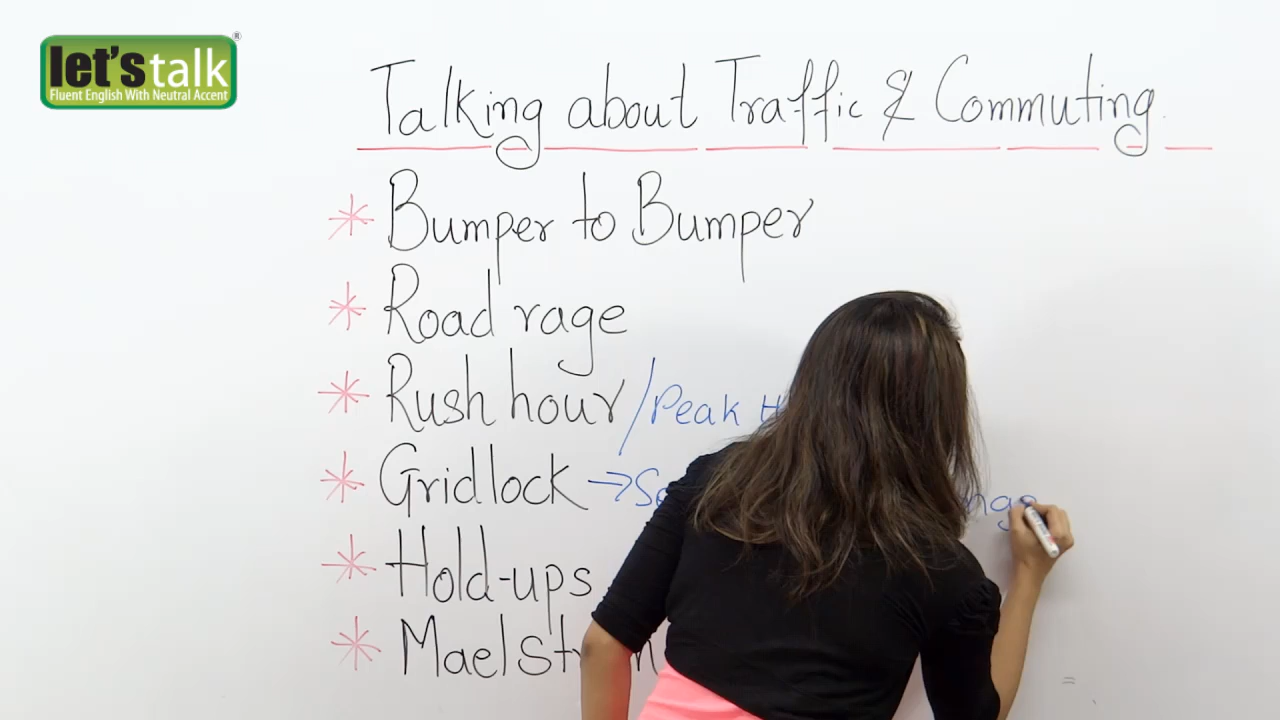 let's talk®
Fluent English With Neutral Accent
Talking about Traffic & Commuting.
* Bumper to Bumper
* Road rage
* Rush hour / Peak
* Gridlock →
* Hold-ups
*